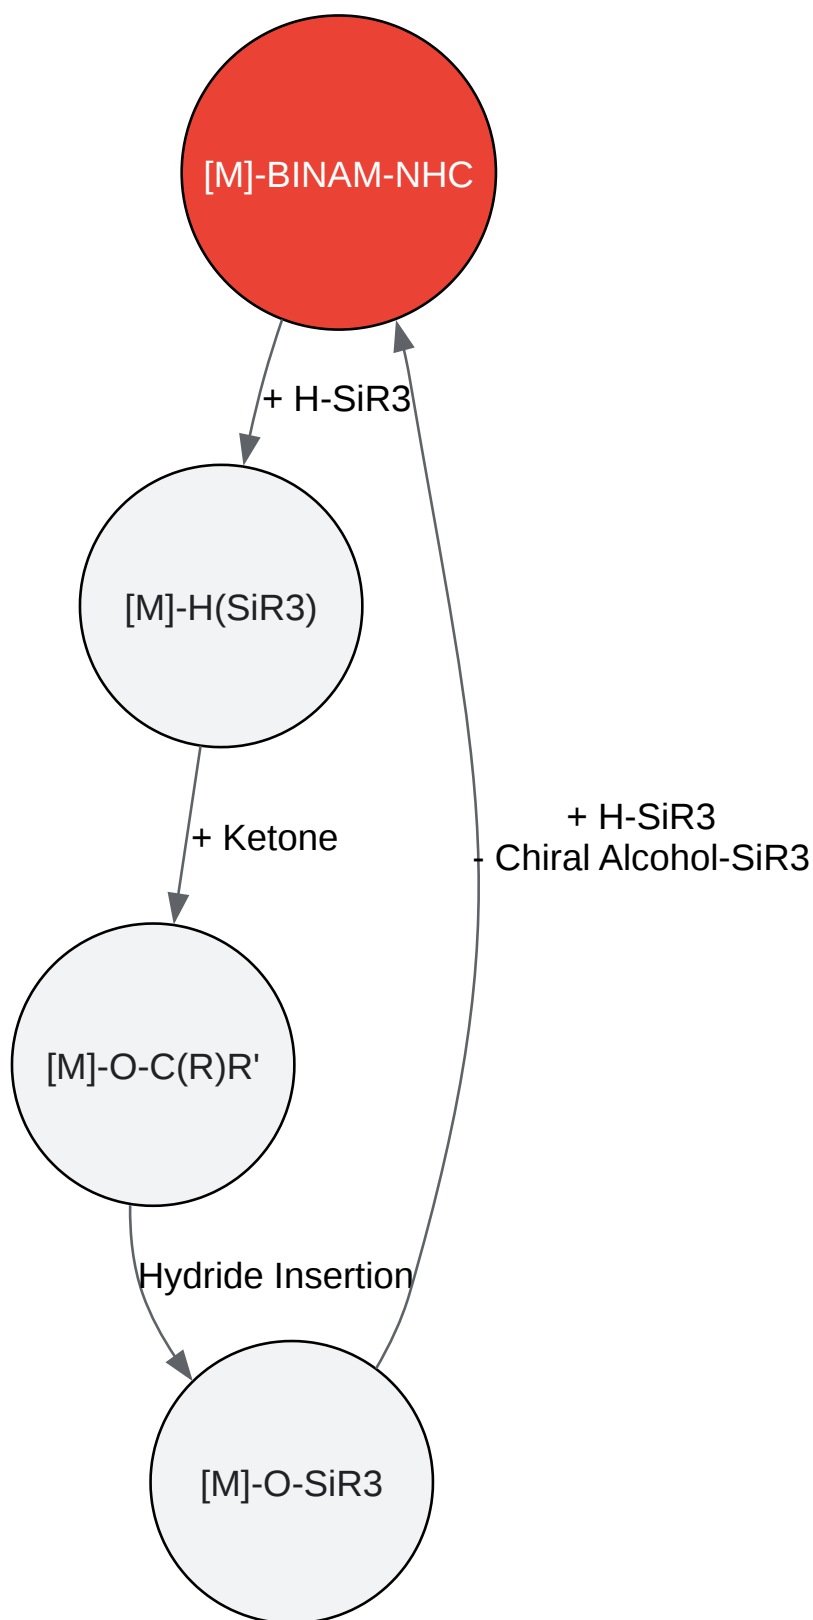 [M]-BINAM-NHC
+ H-SiR3
[M]-H(SiR3)
+ Ketone
+ H-SiR3
- Chiral Alcohol-SiR3
[M]-O-C(R)R'
Hydride Insertion
[M]-O-SiR3